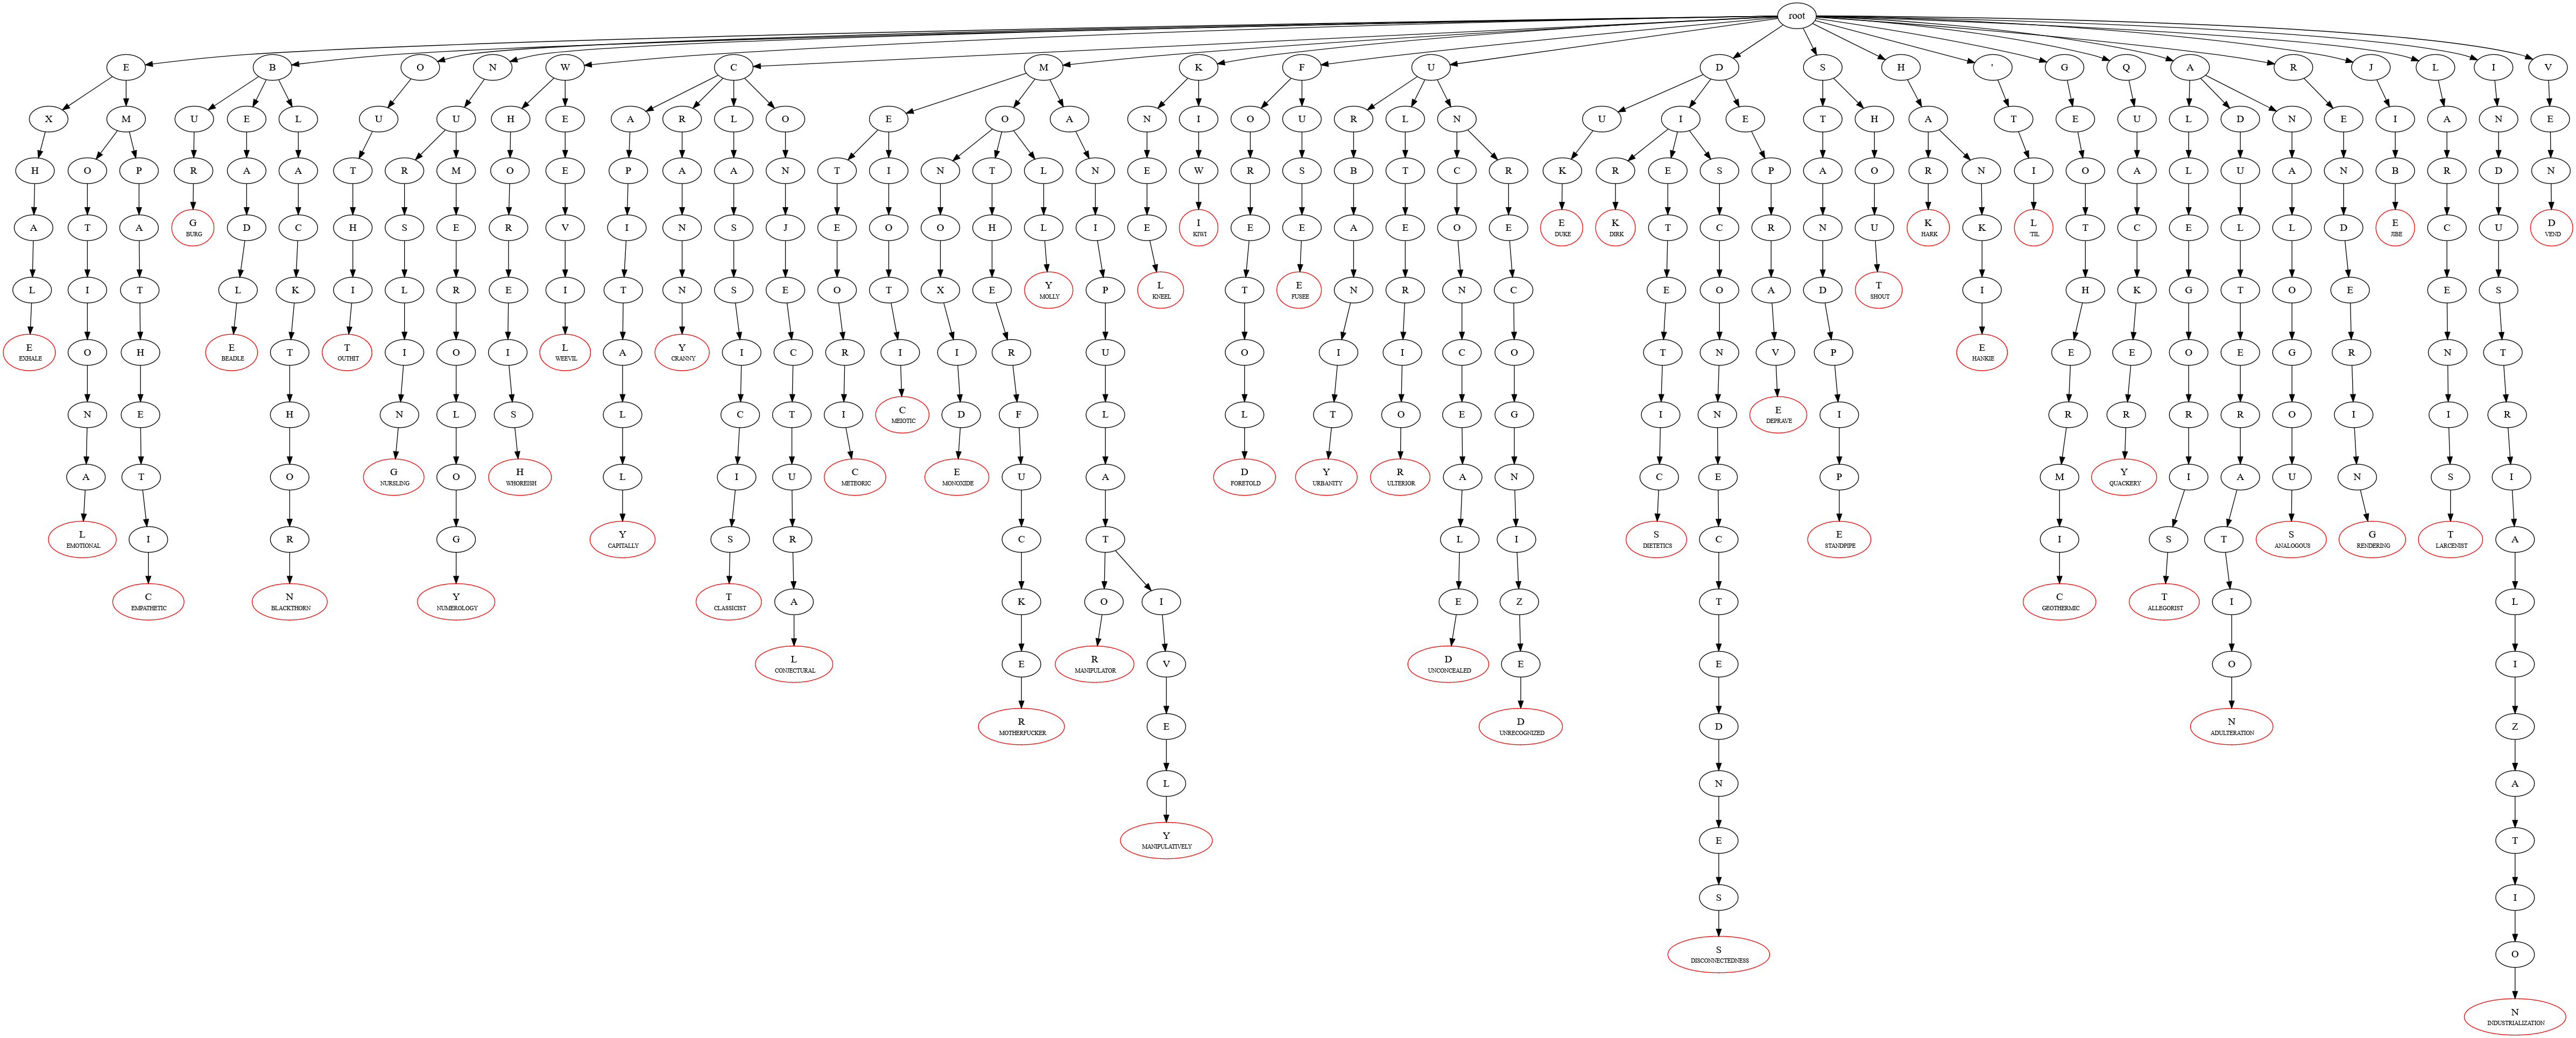 root
E B O N W C M K F U D S H ' G Q A R J L I V
X M U E L U U H E A R L O E O A N I O U R L N U I E T H A T E U L D N E I A N E
H O P R A A T R M O E P A A N T I N T L N E W R S B T C R K R E S P A O R N I O A L U A N B R D N
A T A G D C H S E R V I N S J E O O H L I E I E E A E O E E K T C R N U K K L T C E L L D E C U D
BURG KIWI DUKE DIRK HARK TIL JIBE VEND
L I T L K I L R E I T N S E O T X E Y P L T E N R N C E O A D T I H K G T O E E S
MOLLY KNEEL FUSEE SHOUT
E O H E T T I O I L A Y I C R I I R U O I I C O T N V P E E E O E G R N T
EXHALE BEADLE OUTHIT WEEVIL CRANNY HANKIE
N E H N L S L C T I C D F L L T O E G I N E I R R R R O I I R
MEIOTIC DEPRAVE
A T O G O H L I U C E U A D Y R A N C E P M Y I A U N S I
NURSLING WHOREISH METEORIC MONOXIDE FORETOLD URBANITY ULTERIOR QUACKERY
L I R G Y S R C T L I S C E I S T S G T A
EMOTIONAL CAPITALLY DIETETICS STANDPIPE ANALOGOUS RENDERING LARCENIST
C N Y T A K O I E Z T C T I L
EMPATHETIC BLACKTHORN NUMEROLOGY CLASSICIST GEOTHERMIC ALLEGORIST
L E R V D E E O I
CONJECTURAL MANIPULATOR UNCONCEALED
R E D D N Z
MOTHERFUCKER UNRECOGNIZED ADULTERATION
L N A
Y E T
MANIPULATIVELY
S I
S O
DISCONNECTEDNESS
N
INDUSTRIALIZATION